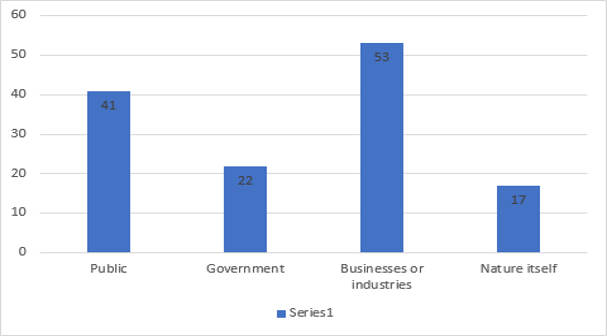 60
50
40
30
20
10
0
41
22
53
17
Public
Government
Businesses or
industries
Nature itself
Series1